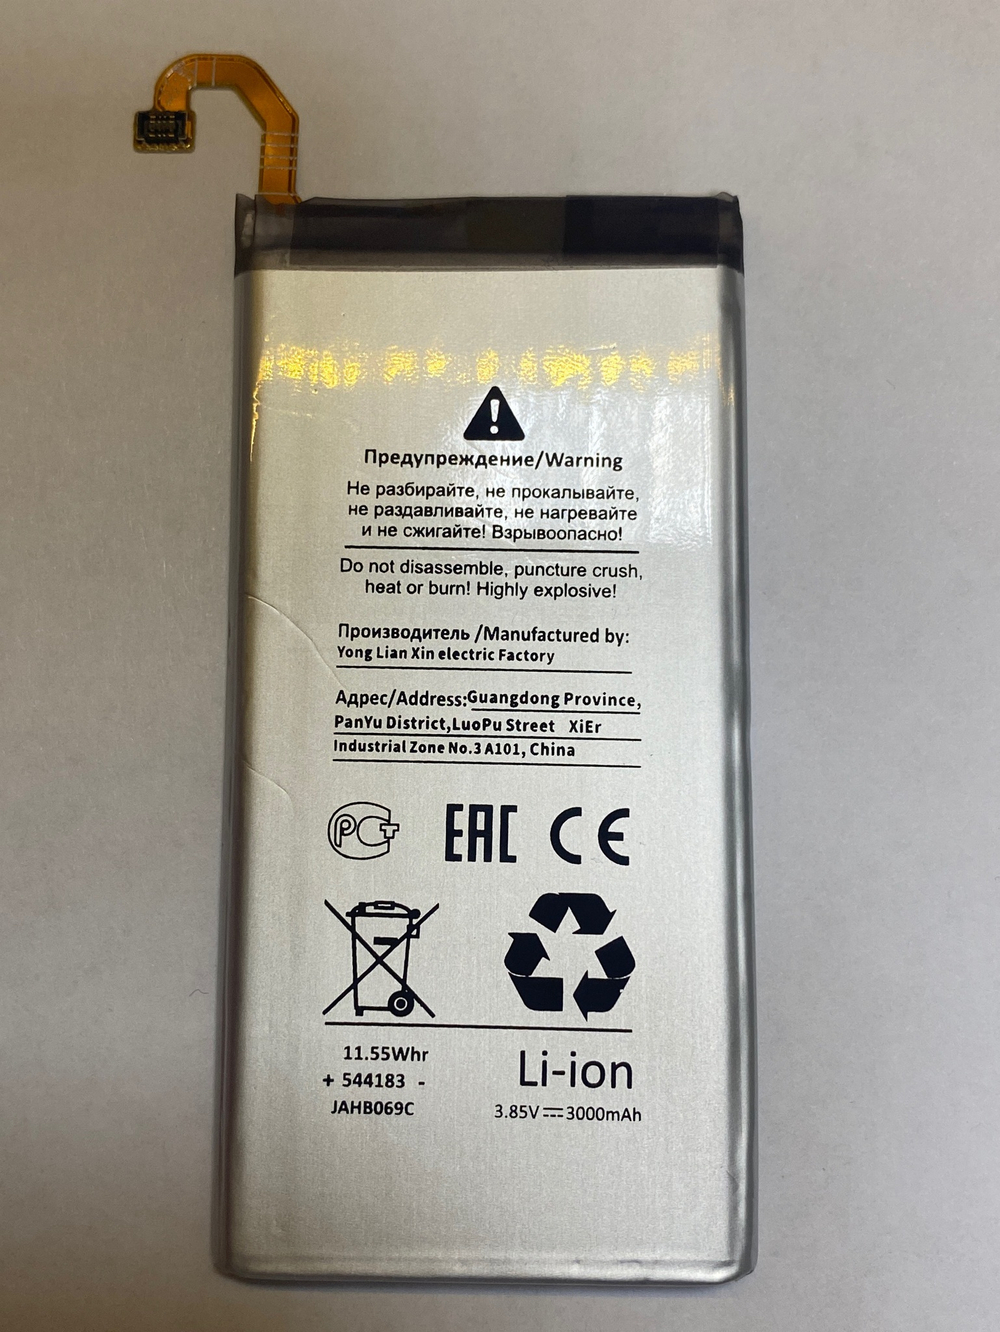 Предупреждение/Warning
Не разбирайте, не прокалывайте,
не раздавливайте, не нагревайте
и не сжигайте! Взрывоопасно!
Do not disassemble, puncture crush,
heat or burn! Highly explosive!
Производитель /Manufactured by:
Yong Lian Xin electric Factory
Адрес/Address:Guangdong Province,
PanYu District,LuoPu Street XiEr
Industrial Zone No.3 A101, China
РСТ EAC CE
11.55Whr
+ 544183 -
JAHB069C
Li-ion
3.85V⎓3000mAh